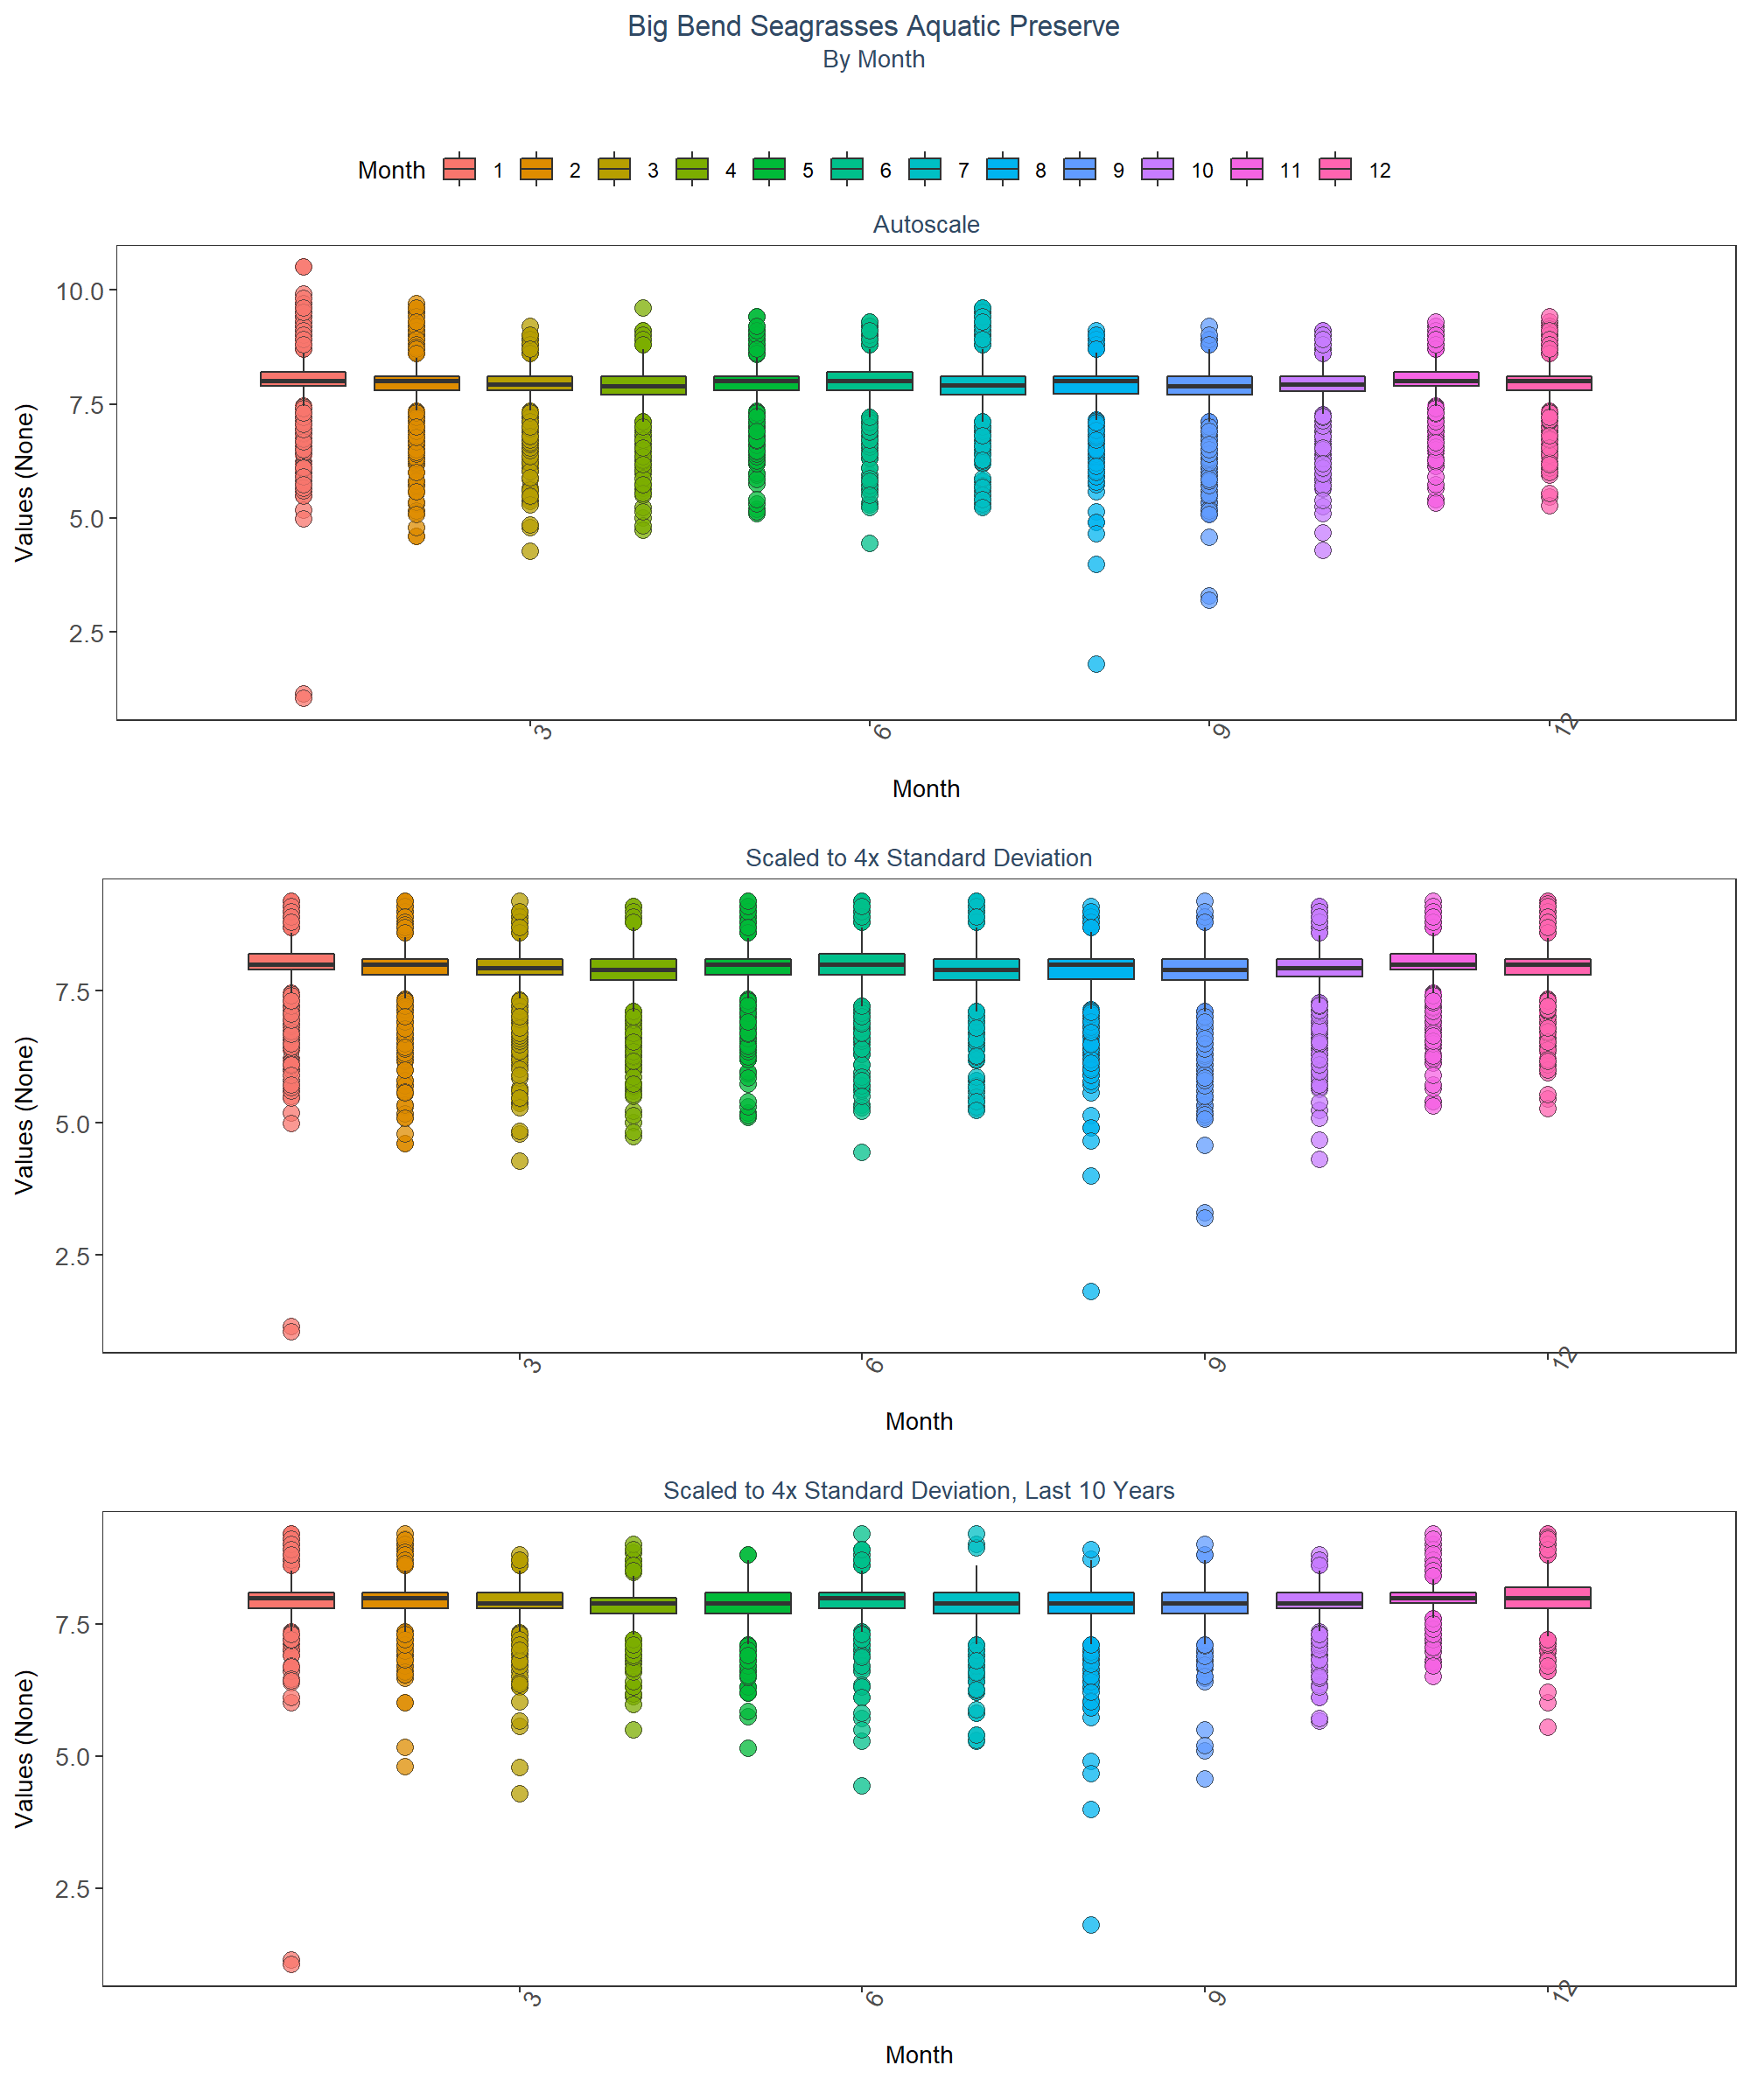 Big Bend Seagrasses Aquatic Preserve
By Month
Month 1 2 3 4 5 6 7 8 9 10 11 12
Autoscale
Values (None)
10.0
7.5
5.0
2.5
3 6 9 12
Month
Scaled to 4x Standard Deviation
Values (None)
7.5
5.0
2.5
3 6 9 12
Month
Scaled to 4x Standard Deviation, Last 10 Years
Values (None)
7.5
5.0
2.5
3 6 9 12
Month